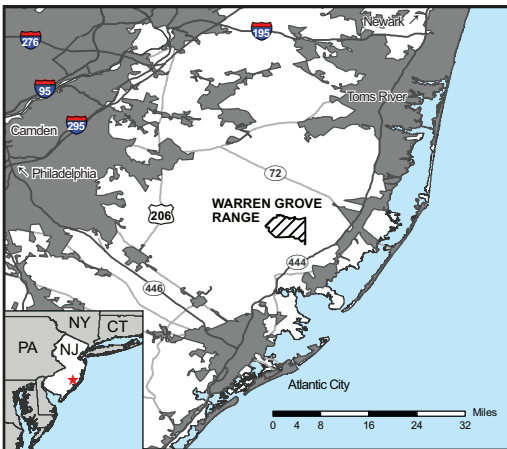 Newark
276
195
95
Toms River
Camden
295
Philadelphia
72
206
WARREN GROVE
RANGE
444
446
NY
CT
PA
NJ
Atlantic City
Miles
0 4 8 16 24 32